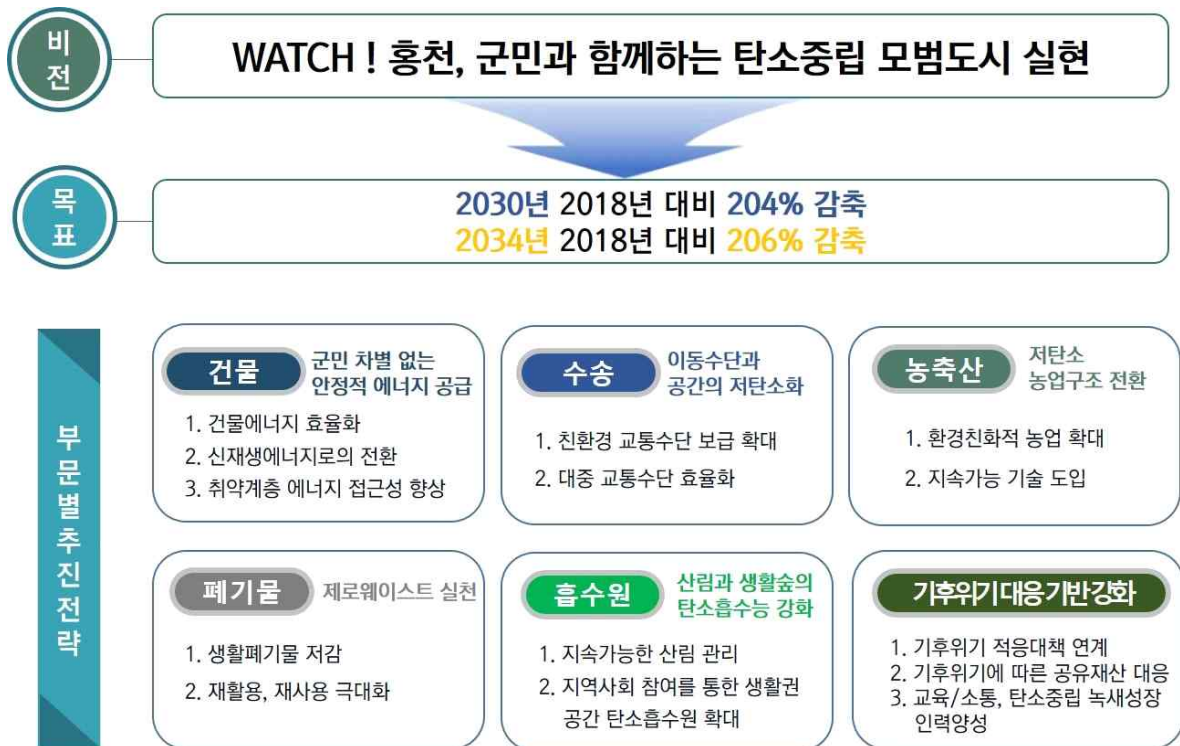 비전
WATCH ! 홍천, 군민과 함께하는 탄소중립 모범도시 실현
목표
2030년 2018년 대비 204% 감축
2034년 2018년 대비 206% 감축
부문별추진전략
건물
군민 차별 없는
안정적 에너지 공급
1. 건물에너지 효율화
2. 신재생에너지로의 전환
3. 취약계층 에너지 접근성 향상
수송
이동수단과
공간의 저탄소화
1. 친환경 교통수단 보급 확대
2. 대중 교통수단 효율화
농축산
저탄소
농업구조 전환
1. 환경친화적 농업 확대
2. 지속가능 기술 도입
폐기물
제로웨이스트 실천
1. 생활폐기물 저감
2. 재활용, 재사용 극대화
흡수원
산림과 생활숲의
탄소흡수능 강화
1. 지속가능한 산림 관리
2. 지역사회 참여를 통한 생활권
공간 탄소흡수원 확대
기후위기대응기반강화
1. 기후위기 적응대책 연계
2. 기후위기에 따른 공유재산 대응
3. 교육/소통, 탄소중립 녹새성장
인력양성